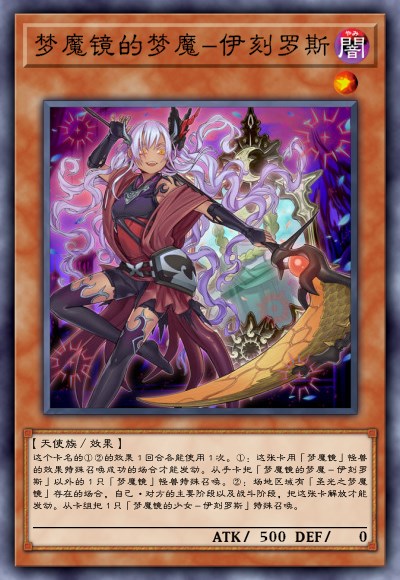 梦魔镜的梦魔-伊刻罗斯
やみ
闇
【天使族/效果】
这个卡名的①②的效果1回合各能使用1次。①：这张卡用「梦魔镜」怪兽
的效果特殊召唤成功的场合才能发动。从手卡把「梦魔镜的梦魔-伊刻罗
斯」以外的1只「梦魔镜」怪兽特殊召唤。②：场地区域有「圣光之梦魔
镜」存在的场合，自己·对方的主要阶段以及战斗阶段，把这张卡解放才能
发动。从卡组把1只「梦魔镜的少女-伊刻罗斯」特殊召唤。
ATK/ 500 DEF/ 0